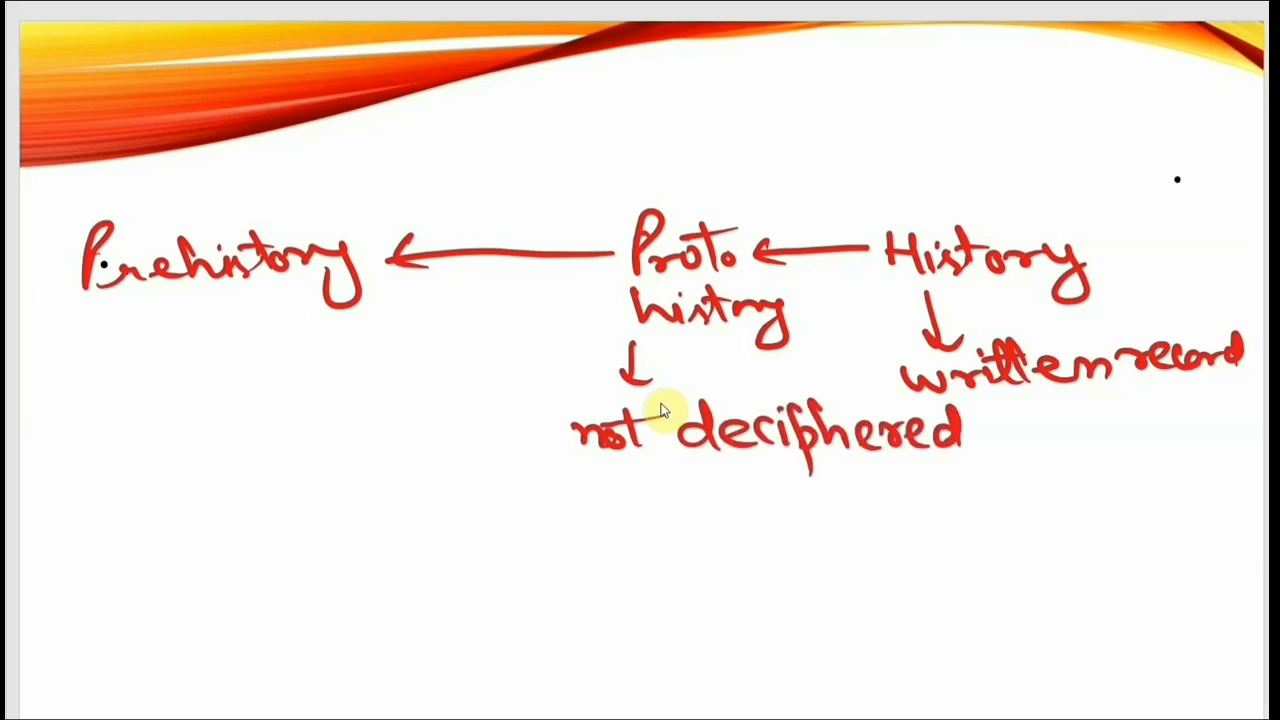 Prehistory ← Proto ← History
history
↓ ↓
written record
not deciphered